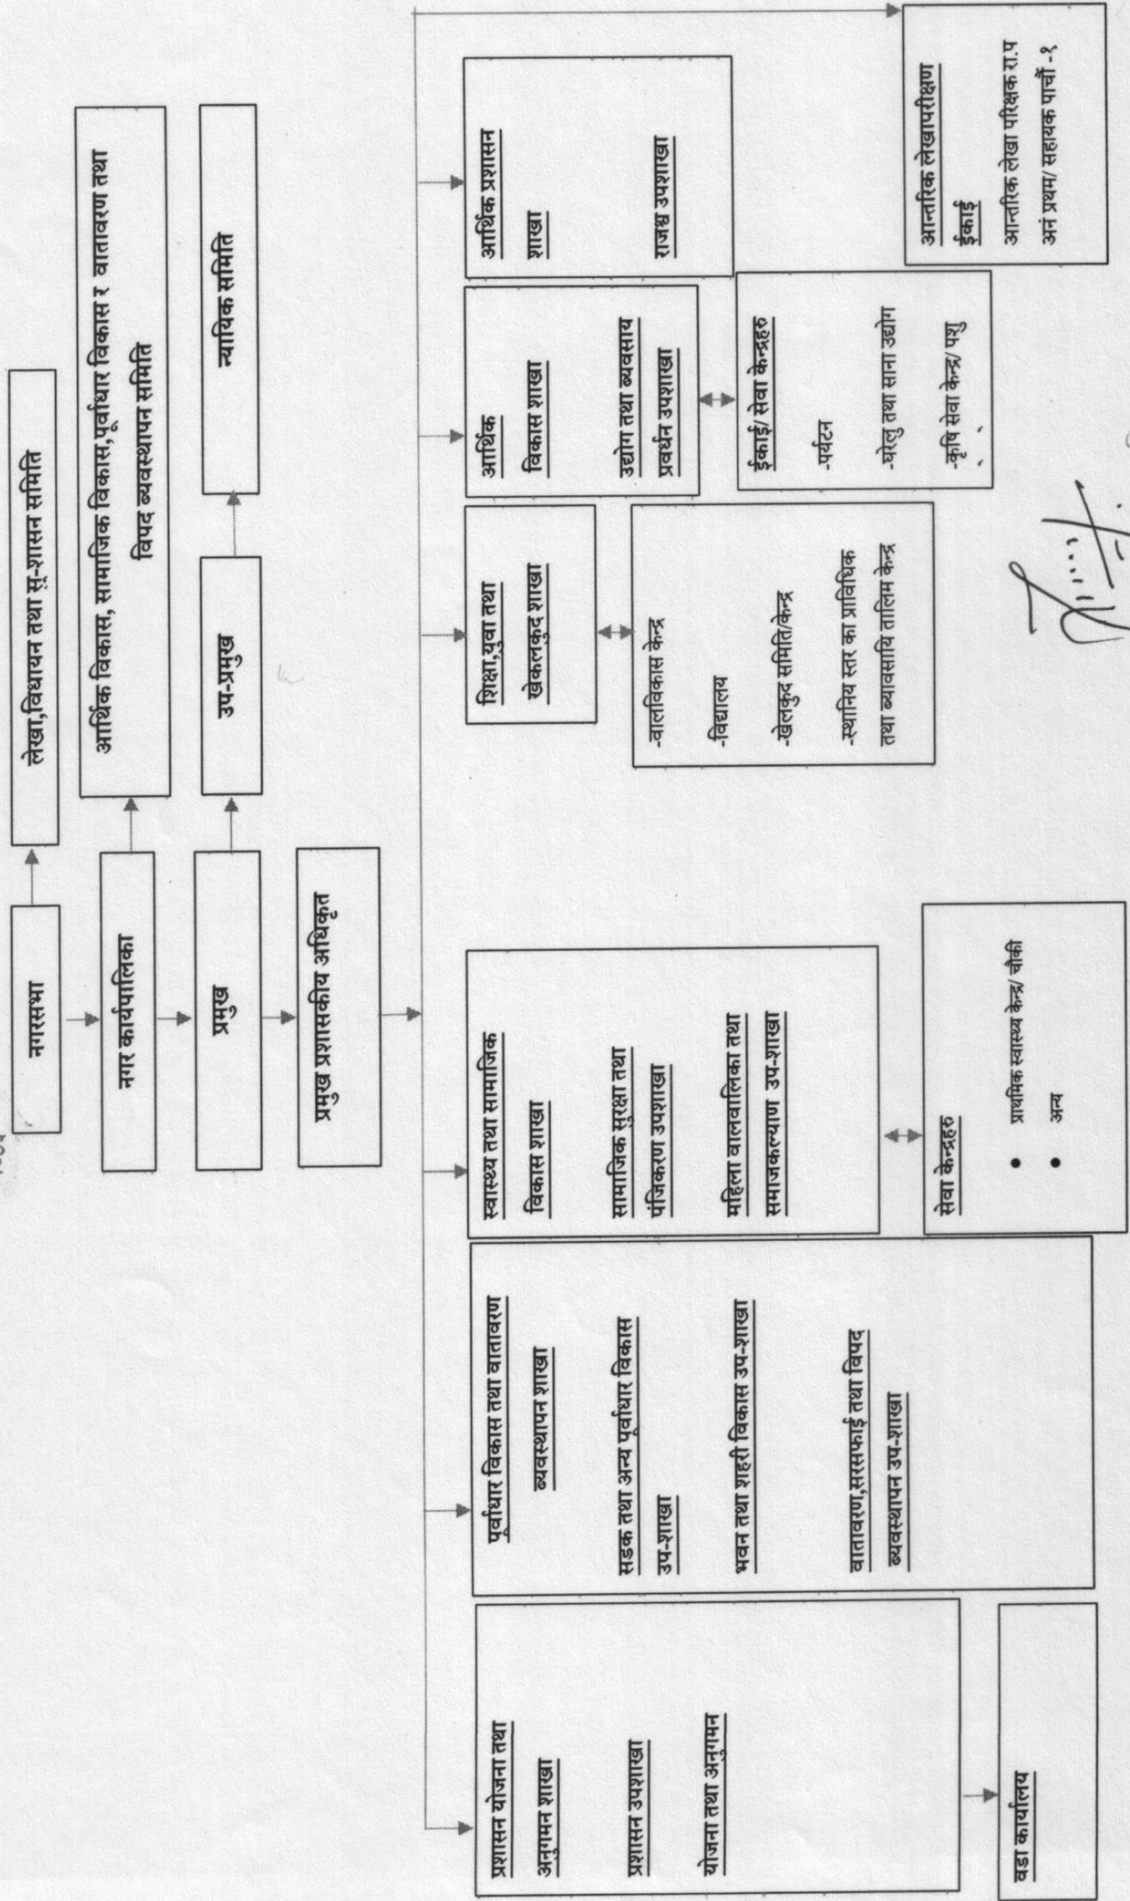 नगरसभा
लेखा,विधायन तथा सु-शासन समिति
नगर कार्यपालिका
आर्थिक विकास, सामाजिक विकास,पूर्वाधार विकास र वातावरण तथा
विपद ब्यवस्थापन समिति
प्रमुख
उप-प्रमुख
न्यायिक समिति
प्रमुख प्रशासकीय अधिकृत
प्रशासन योजना तथा
अनुगमन शाखा
प्रशासन उपशाखा
योजना तथा अनुगमन
वडा कार्यालय
पूर्वाधार विकास तथा वातावरण
ब्यवस्थापन शाखा
सडक तथा अन्य पूर्वाधार विकास
उप-शाखा
भवन तथा शहरी विकास उप-शाखा
वातावरण,सरसफाई तथा विपद
ब्यवस्थापन उप-शाखा
स्वास्थ्य तथा सामाजिक
विकास शाखा
सामाजिक सुरक्षा तथा
पंजिकरण उपशाखा
महिला वालवालिका तथा
समाजकल्याण उप-शाखा
सेवा केन्द्रहरु
• प्राथमिक स्वास्थ्य केन्द्र/ चौकी
• अन्य
शिक्षा,युवा तथा
खेकलकुद शाखा
-वालविकास केन्द्र
-विद्यालय
-खेलकुद समिति/केन्द्र
-स्थानिय स्तर का प्राविधिक
तथा ब्यावसायि तालिम केन्द्र
आर्थिक
विकास शाखा
उद्योग तथा ब्यवसाय
प्रवर्धन उपशाखा
ईकाई/ सेवा केन्द्रहरु
-पर्यटन
-घरेलु तथा साना उद्योग
-कृषि सेवा केन्द्र/ पशु
आर्थिक प्रशासन
शाखा
राजश्व उपशाखा
आन्तरिक लेखापरीक्षण
ईकाई
आन्तरिक लेखा परिक्षक रा.प
अनं प्रथम/ सहायक पाचौं -१